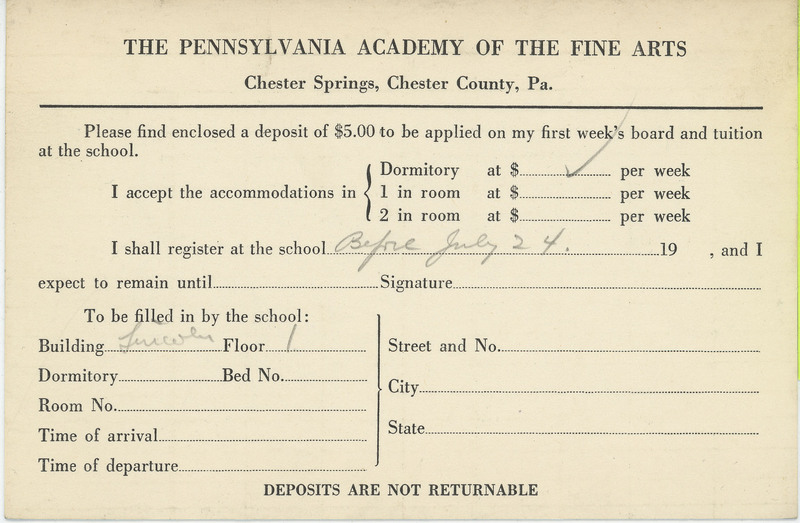 THE PENNSYLVANIA ACADEMY OF THE FINE ARTS
Chester Springs, Chester County, Pa.
Please find enclosed a deposit of $5.00 to be applied on my first week's board and tuition
at the school.
I accept the accommodations in
Dormitory at $ ✓ per week
1 in room at $ per week
2 in room at $ per week
I shall register at the school Before July 24. 19 , and I
expect to remain until Signature
To be filled in by the school:
Building Lincoln Floor 1
Dormitory Bed No.
Room No.
Time of arrival
Time of departure
Street and No.
City
State
DEPOSITS ARE NOT RETURNABLE